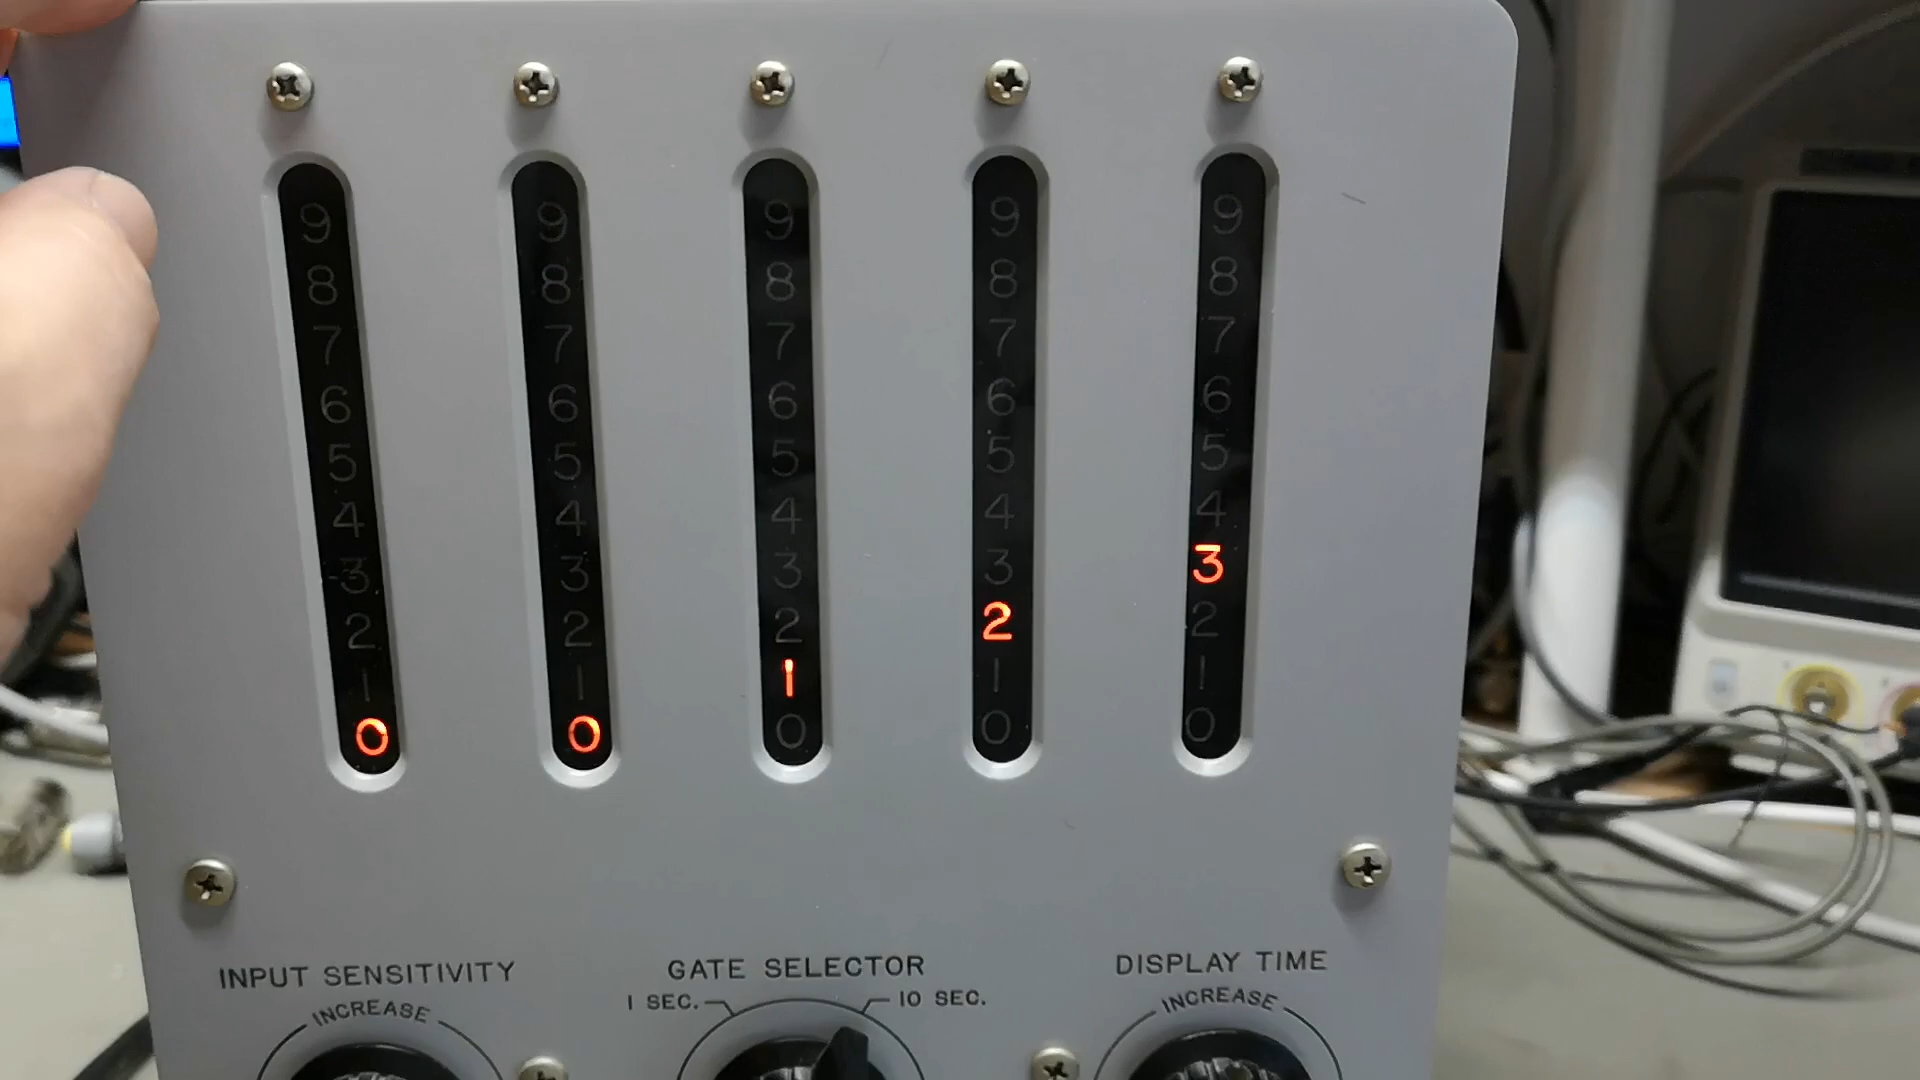 9 9 9 9 9
8 8 8 8 8
7 7 7 7 7
6 6 6 6 6
5 5 5 5 5
4 4 4 4 4
3 3 3 3 3
2 2 2 2 2
1 1 1 1 1
0 0 0 0 0
INPUT SENSITIVITY
INCREASE
GATE SELECTOR
1 SEC. 10 SEC.
DISPLAY TIME
INCREASE